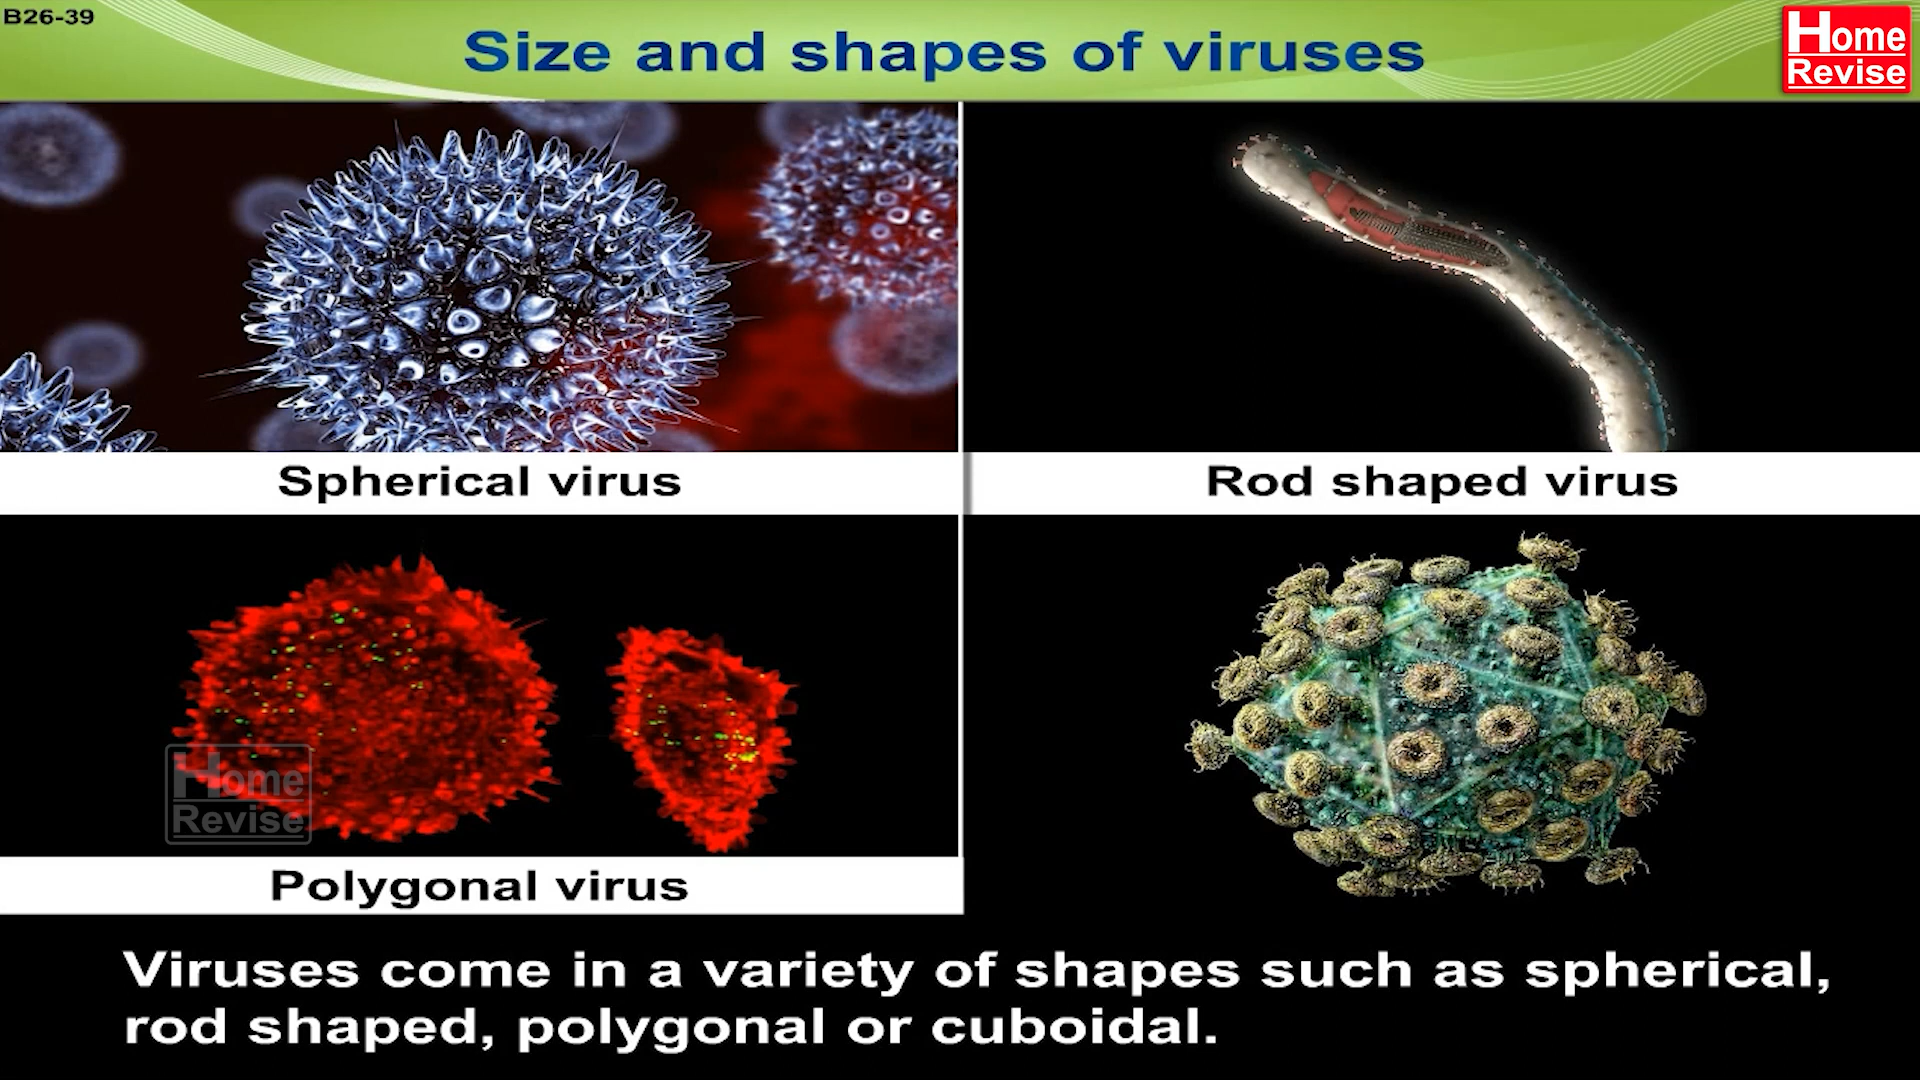 B26-39
Size and shapes of viruses
Home
Revise
Spherical virus
Rod shaped virus
Home
Revise
Polygonal virus
Viruses come in a variety of shapes such as spherical,
rod shaped, polygonal or cuboidal.